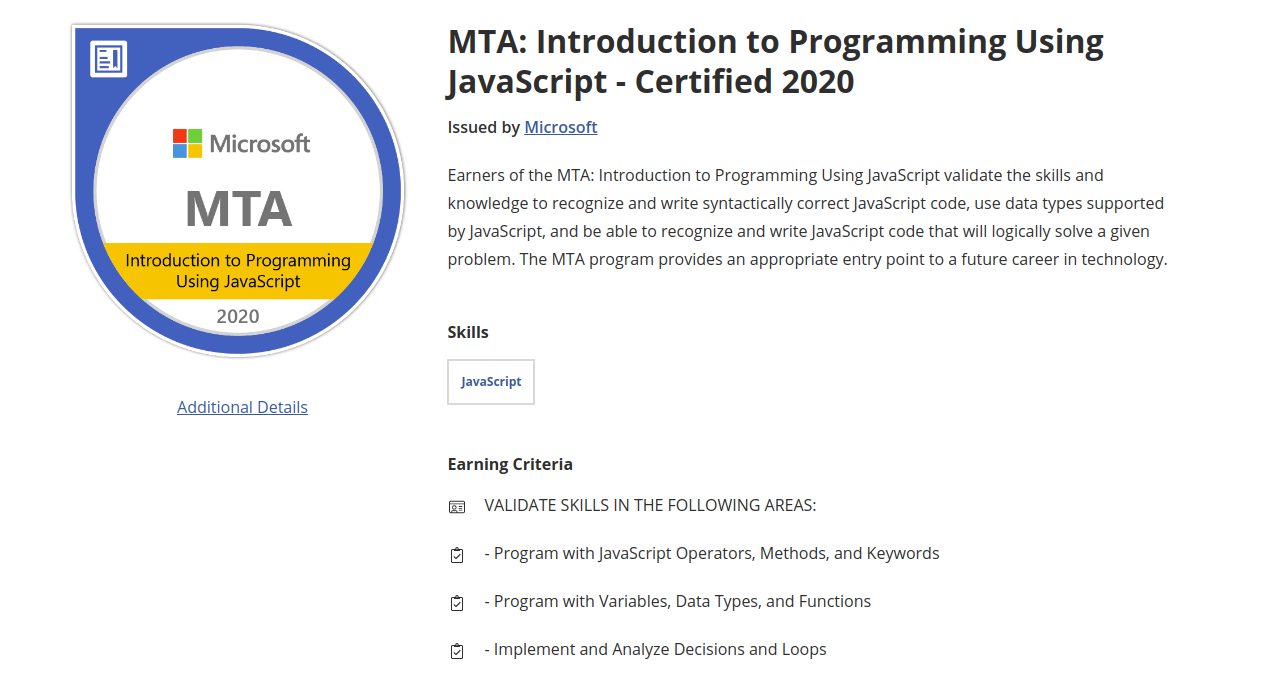 Microsoft
MTA
Introduction to Programming
Using JavaScript
2020
Additional Details
MTA: Introduction to Programming Using
JavaScript - Certified 2020
Issued by Microsoft
Earners of the MTA: Introduction to Programming Using JavaScript validate the skills and
knowledge to recognize and write syntactically correct JavaScript code, use data types supported
by JavaScript, and be able to recognize and write JavaScript code that will logically solve a given
problem. The MTA program provides an appropriate entry point to a future career in technology.
Skills
JavaScript
Earning Criteria
VALIDATE SKILLS IN THE FOLLOWING AREAS:
- Program with JavaScript Operators, Methods, and Keywords
- Program with Variables, Data Types, and Functions
- Implement and Analyze Decisions and Loops